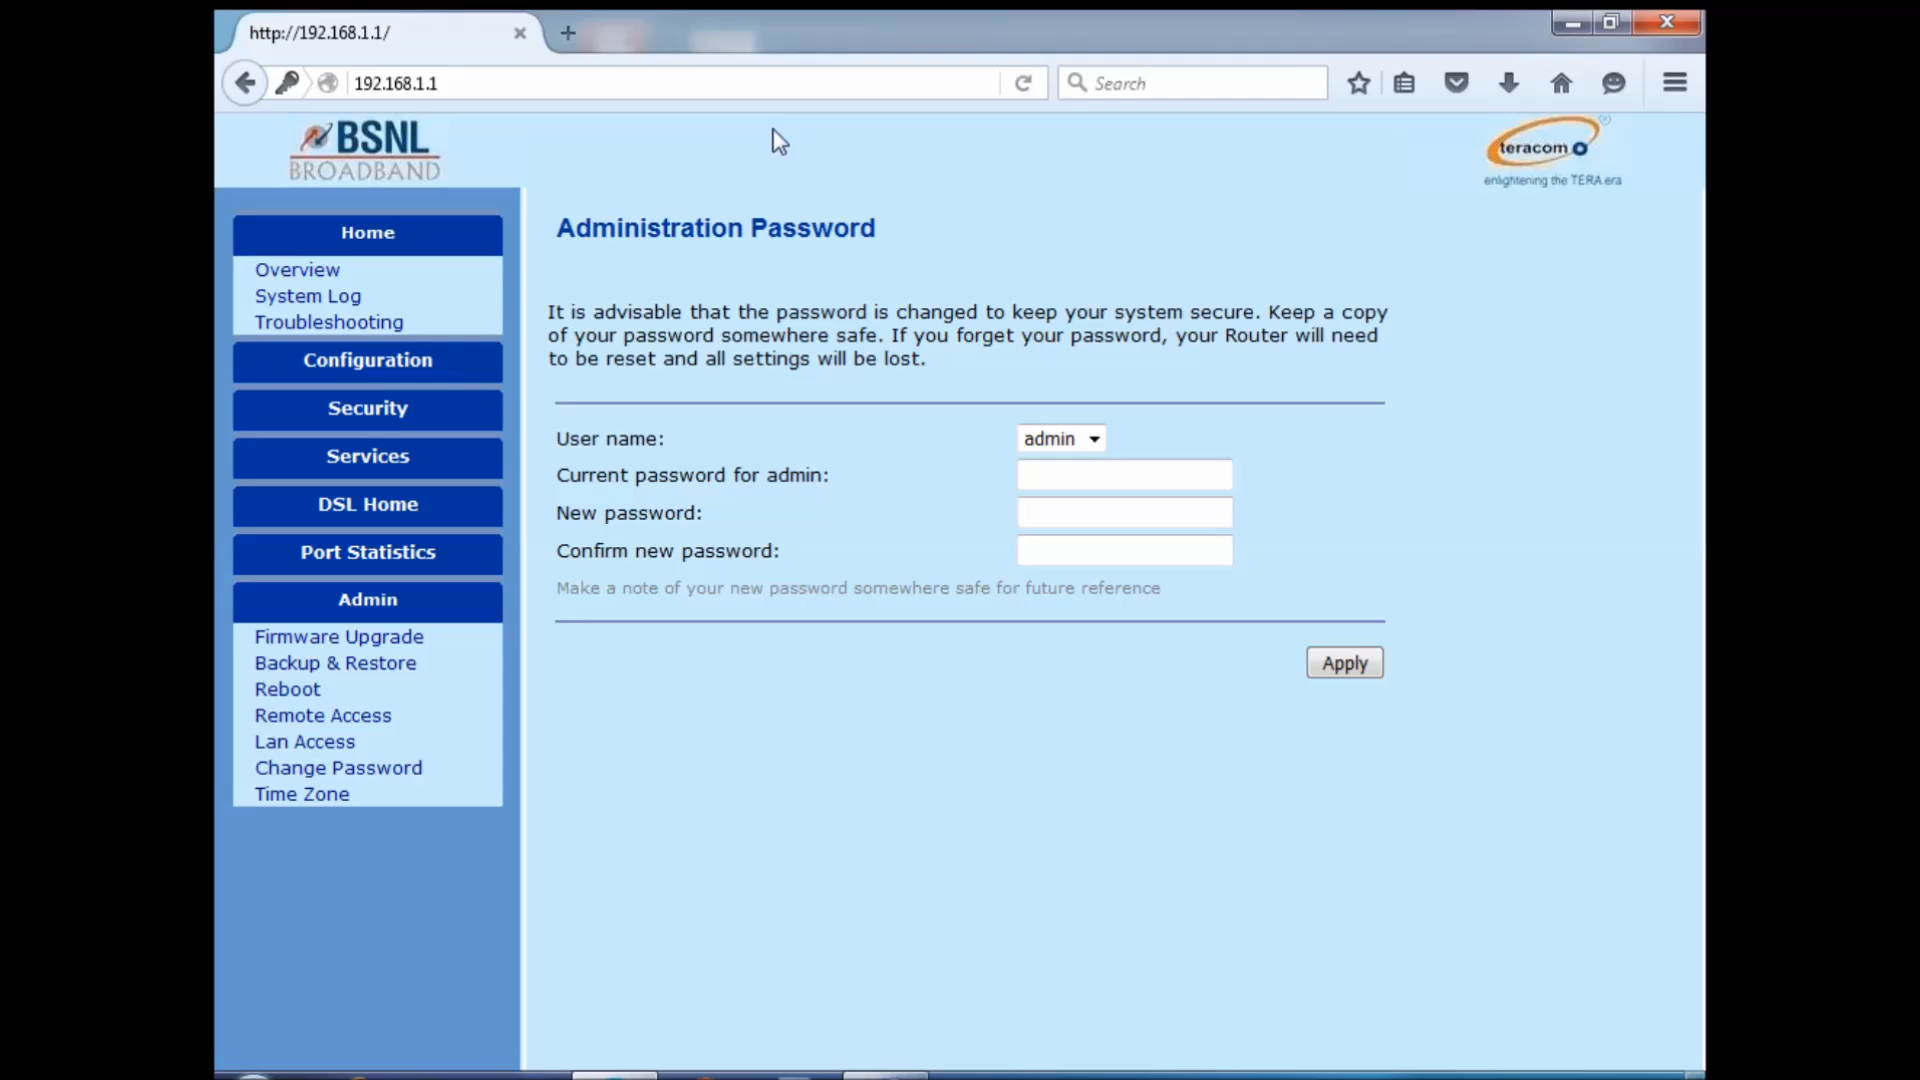 http://192.168.1.1/
192.168.1.1
Search
BSNL
BROADBAND
teracom
®
enlightening the TERA era
Home
Overview
System Log
Troubleshooting
Configuration
Security
Services
DSL Home
Port Statistics
Admin
Firmware Upgrade
Backup & Restore
Reboot
Remote Access
Lan Access
Change Password
Time Zone
Administration Password
It is advisable that the password is changed to keep your system secure. Keep a copy
of your password somewhere safe. If you forget your password, your Router will need
to be reset and all settings will be lost.
User name: admin
Current password for admin:
New password:
Confirm new password:
Make a note of your new password somewhere safe for future reference
Apply